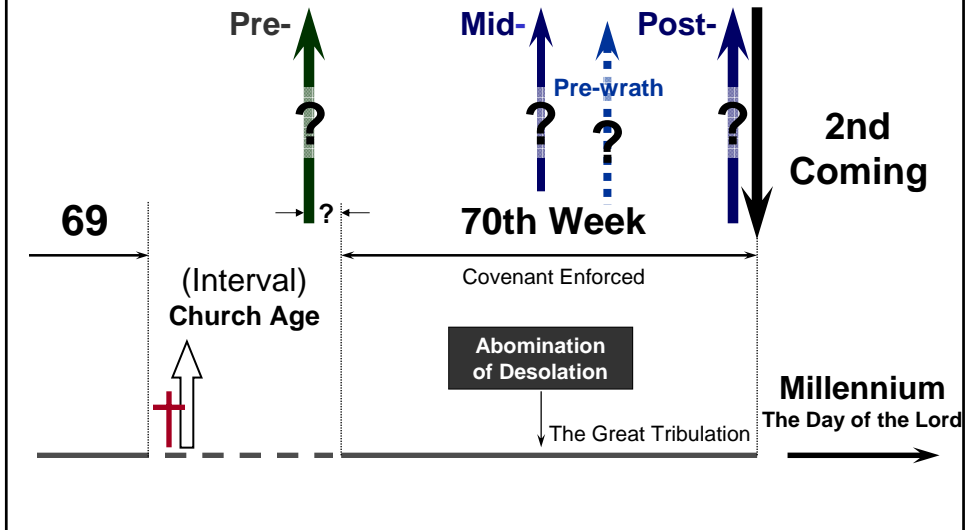 Pre-
Mid-
Post-
Pre-wrath
?
?
?
?
2nd
Coming
69
?
70th Week
(Interval)
Church Age
Covenant Enforced
Abomination
of Desolation
The Great Tribulation
Millennium
The Day of the Lord